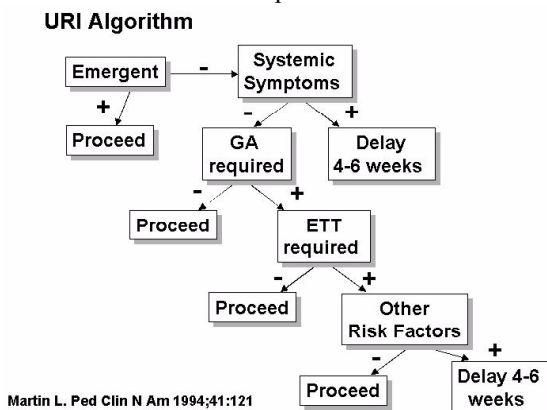 URI Algorithm
Emergent
-
Systemic
Symptoms
+
-
+
Proceed
GA
required
Delay
4-6 weeks
-
+
Proceed
ETT
required
-
+
Proceed
Other
Risk Factors
-
+
Proceed
Delay 4-6
weeks
Martin L. Ped Clin N Am 1994;41:121